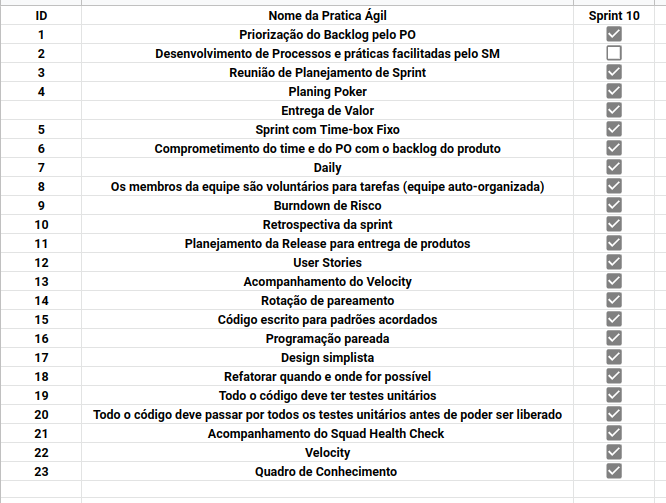 ID Nome da Pratica Ágil Sprint 10
1 Priorização do Backlog pelo PO
2 Desenvolvimento de Processos e práticas facilitadas pelo SM
3 Reunião de Planejamento de Sprint
4 Planing Poker
Entrega de Valor
5 Sprint com Time-box Fixo
6 Comprometimento do time e do PO com o backlog do produto
7 Daily
8 Os membros da equipe são voluntários para tarefas (equipe auto-organizada)
9 Burndown de Risco
10 Retrospectiva da sprint
11 Planejamento da Release para entrega de produtos
12 User Stories
13 Acompanhamento do Velocity
14 Rotação de pareamento
15 Código escrito para padrões acordados
16 Programação pareada
17 Design simplista
18 Refatorar quando e onde for possível
19 Todo o código deve ter testes unitários
20 Todo o código deve passar por todos os testes unitários antes de poder ser liberado
21 Acompanhamento do Squad Health Check
22 Velocity
23 Quadro de Conhecimento